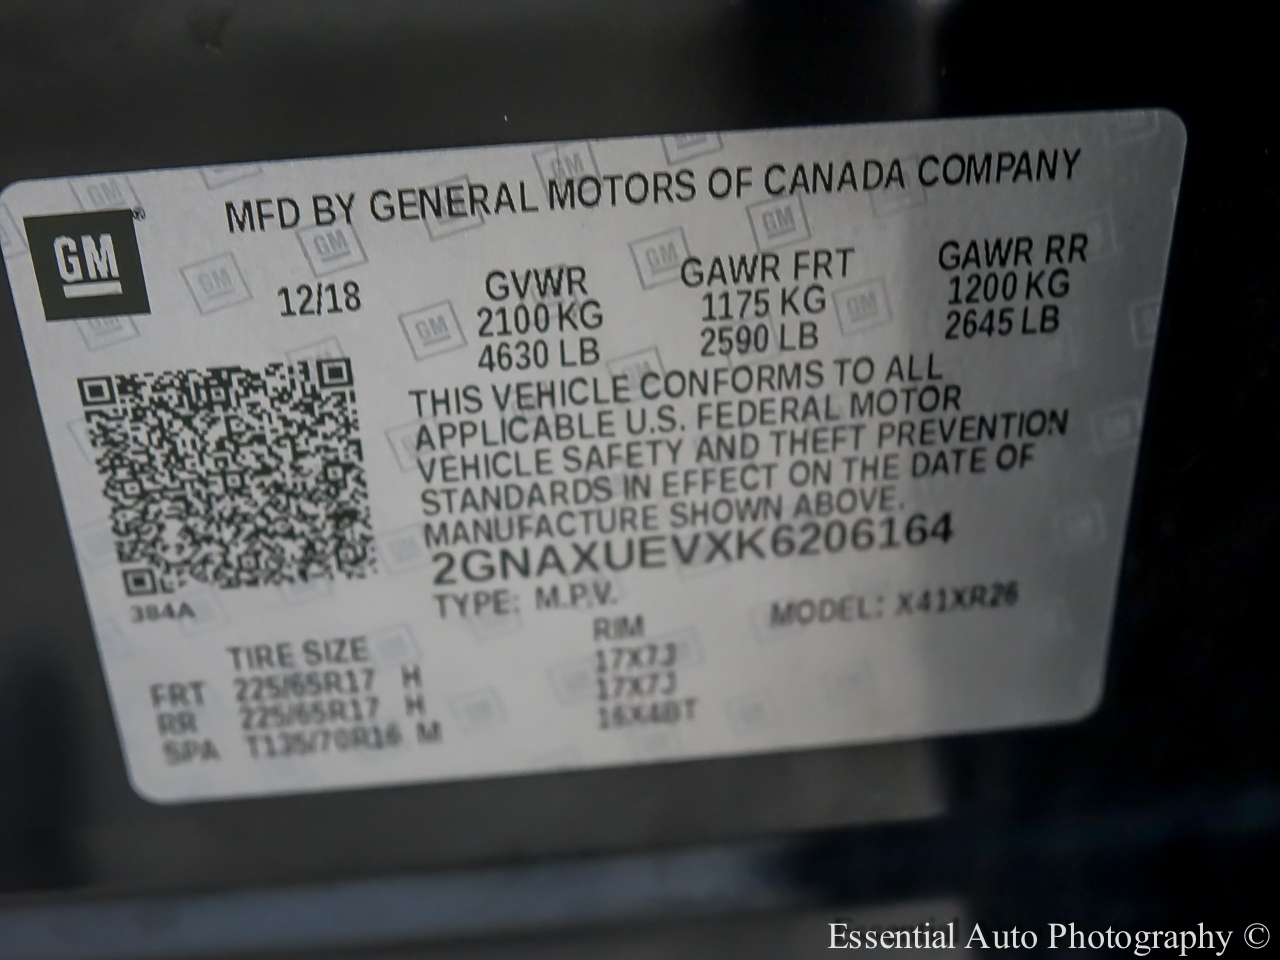 MFD BY GENERAL MOTORS OF CANADA COMPANY
GM®
12/18
GVWR
2100 KG
4630 LB
GAWR FRT
1175 KG
2590 LB
GAWR RR
1200 KG
2645 LB
THIS VEHICLE CONFORMS TO ALL
APPLICABLE U.S. FEDERAL MOTOR
VEHICLE SAFETY AND THEFT PREVENTION
STANDARDS IN EFFECT ON THE DATE OF
MANUFACTURE SHOWN ABOVE.
2GNAXUEVXK6206164
TYPE: M.P.V.
MODEL: X41XR26
384A
TIRE SIZE
RIM
FRT 225/65R17 H 17X7J
RR 225/65R17 H 17X7J
SPA T135/70R16 M 16X4BT
Essential Auto Photography ©